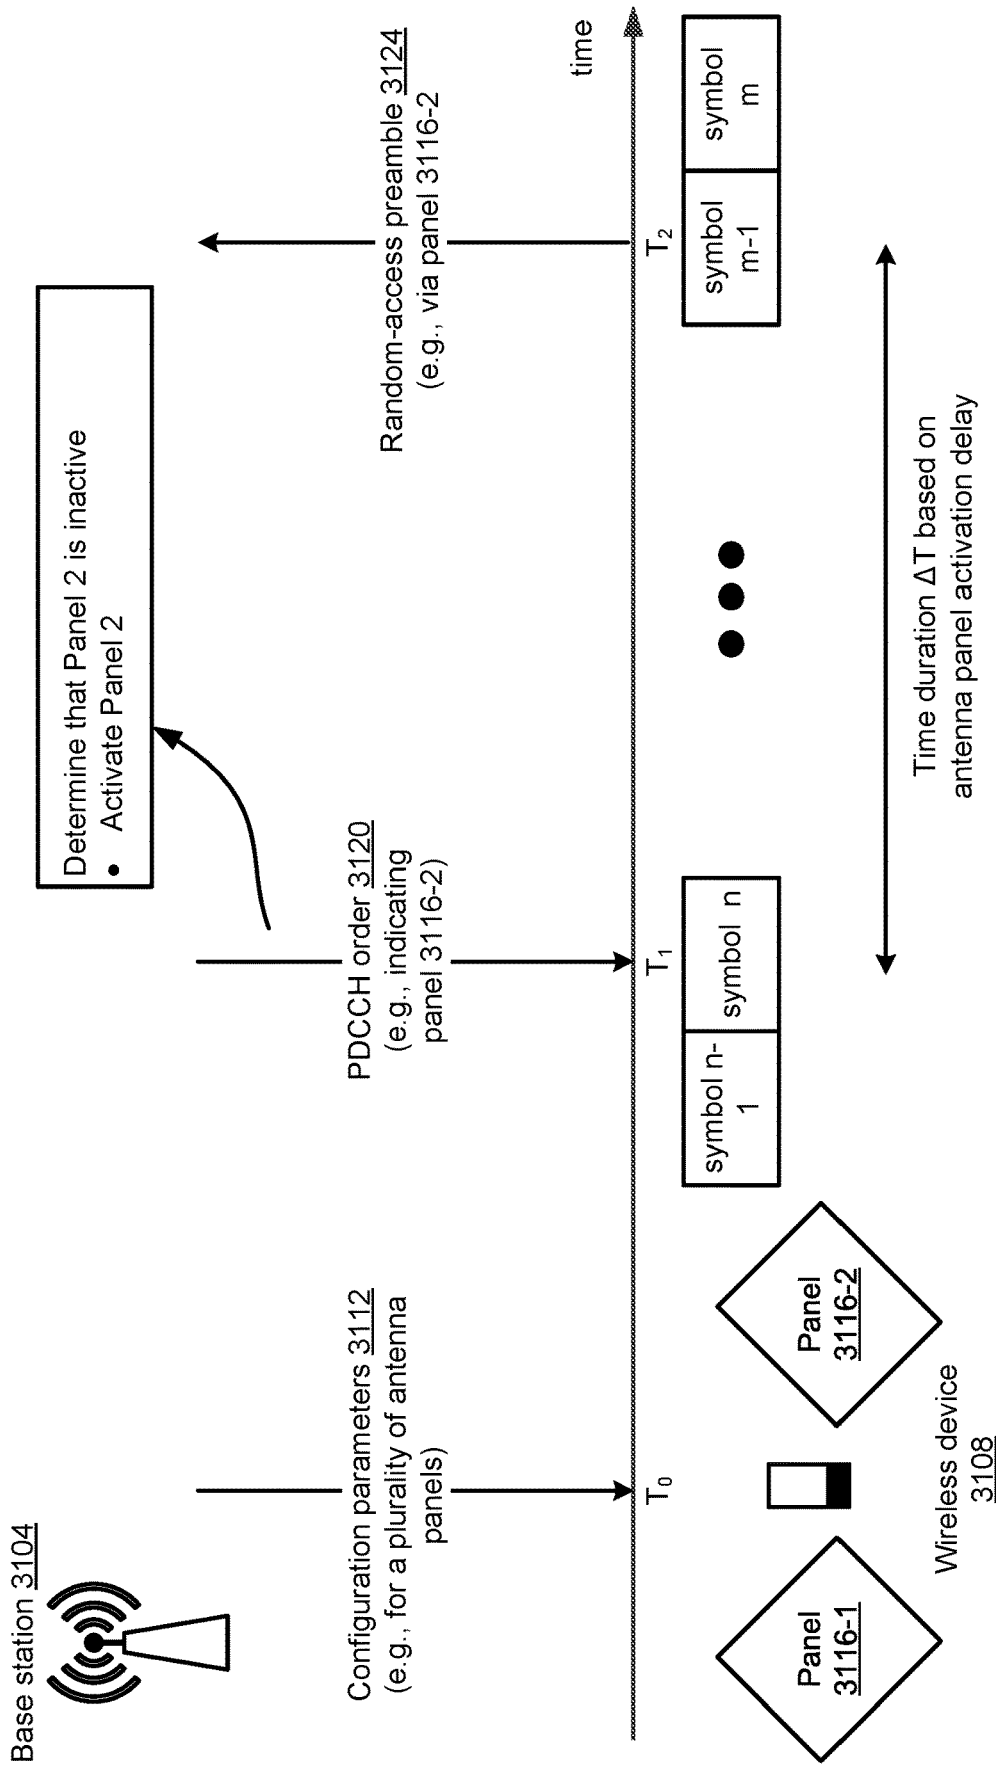 Base station 3104
Configuration parameters 3112
(e.g., for a plurality of antenna
panels)
PDCCH order 3120
(e.g., indicating
panel 3116-2)
Determine that Panel 2 is inactive
• Activate Panel 2
Random-access preamble 3124
(e.g., via panel 3116-2
time
T0
T1
T2
Panel
3116-1
Wireless device
3108
Panel
3116-2
symbol n-
1
symbol n
symbol
m-1
symbol
m
Time duration ΔT based on
antenna panel activation delay